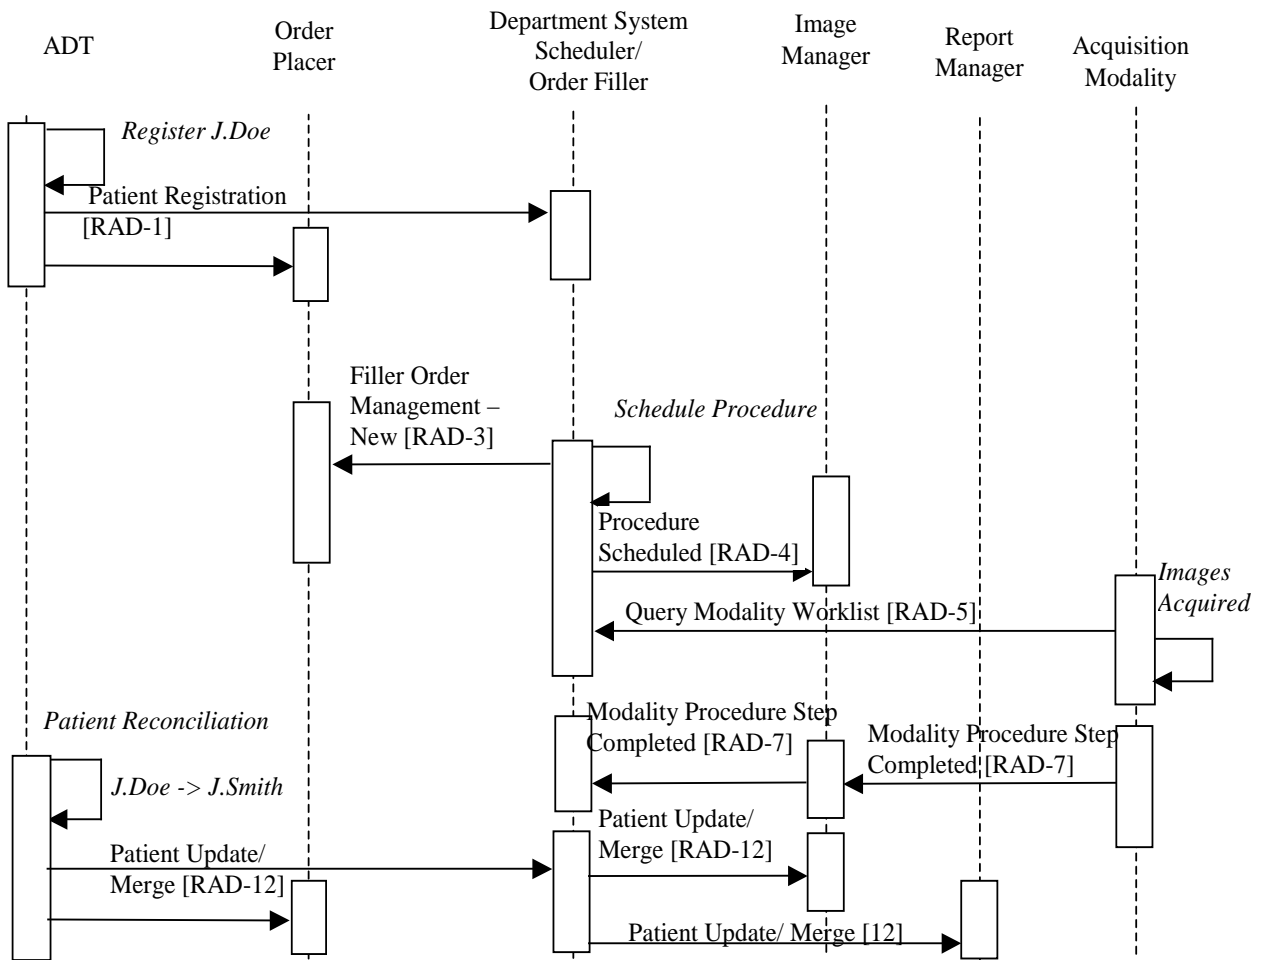 ADT
Order
Placer
Department System
Scheduler/
Order Filler
Image
Manager
Report
Manager
Acquisition
Modality
Register J.Doe
Patient Registration
[RAD-1]
Filler Order
Management –
New [RAD-3]
Schedule Procedure
Procedure
Scheduled [RAD-4]
Images
Acquired
Query Modality Worklist [RAD-5]
Patient Reconciliation
Modality Procedure Step
Completed [RAD-7]
Modality Procedure Step
Completed [RAD-7]
J.Doe -> J.Smith
Patient Update/
Merge [RAD-12]
Patient Update/
Merge [RAD-12]
Patient Update/ Merge [12]